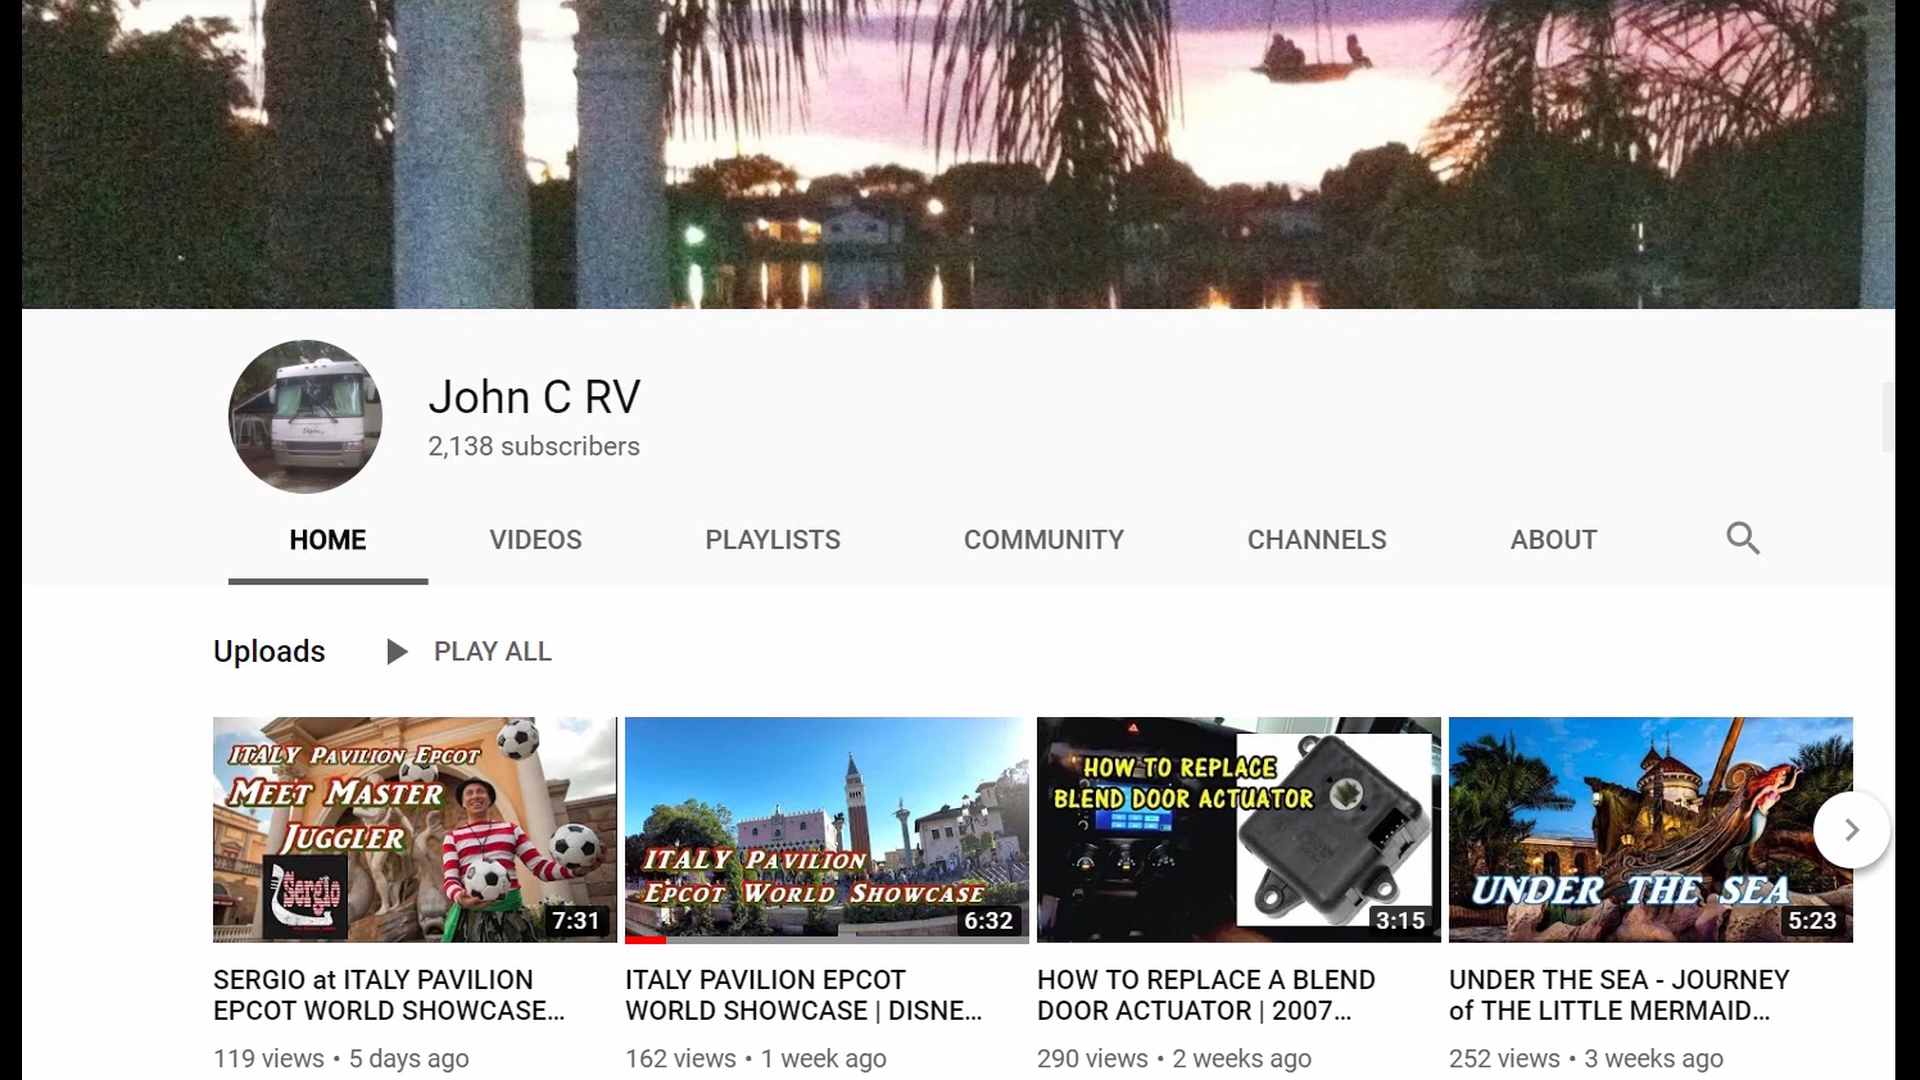 John C RV
2,138 subscribers
HOME VIDEOS PLAYLISTS COMMUNITY CHANNELS ABOUT
Uploads PLAY ALL
ITALY PAVILION EPCOT
MEET MASTER
JUGGLER
Sergio
7:31
ITALY PAVILION
EPCOT WORLD SHOWCASE
6:32
HOW TO REPLACE
BLEND DOOR ACTUATOR
3:15
UNDER THE SEA
5:23
SERGIO at ITALY PAVILION
EPCOT WORLD SHOWCASE...
119 views • 5 days ago
ITALY PAVILION EPCOT
WORLD SHOWCASE | DISNE...
162 views • 1 week ago
HOW TO REPLACE A BLEND
DOOR ACTUATOR | 2007...
290 views • 2 weeks ago
UNDER THE SEA - JOURNEY
of THE LITTLE MERMAID...
252 views • 3 weeks ago